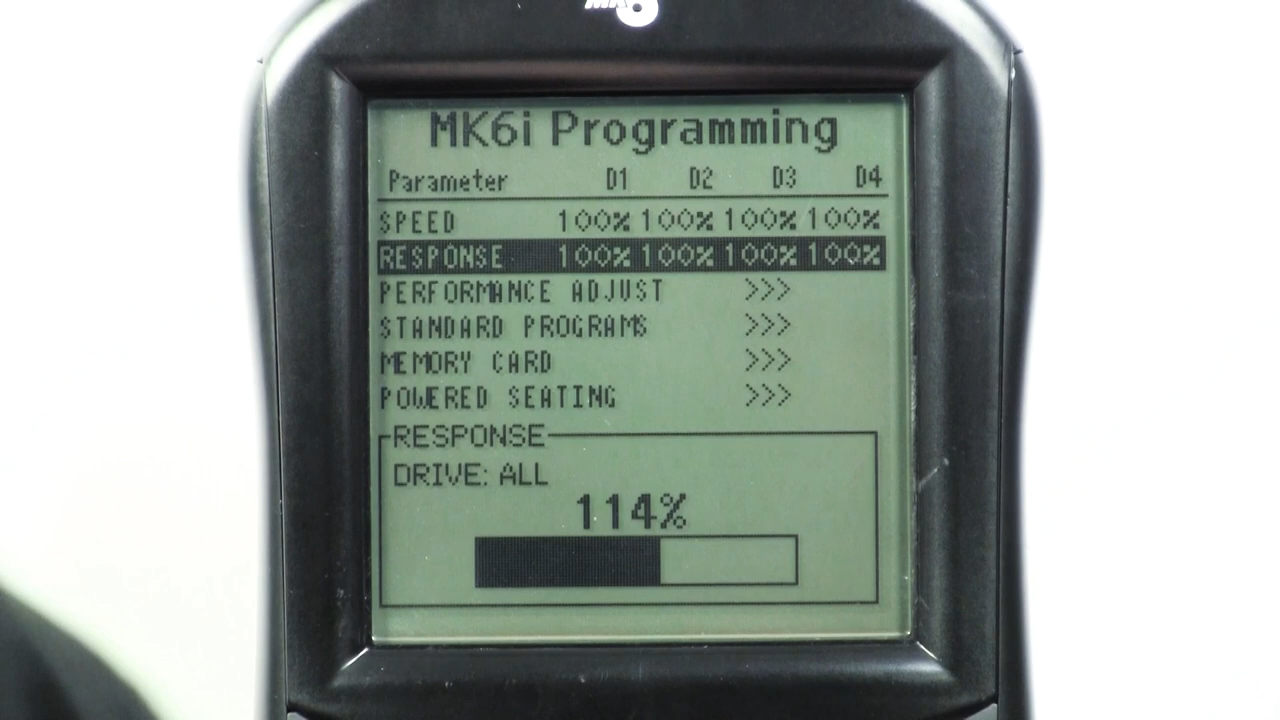 MK6
MK6i Programming
Parameter D1 D2 D3 D4
SPEED 100% 100% 100% 100%
RESPONSE 100% 100% 100% 100%
PERFORMANCE ADJUST >>>
STANDARD PROGRAMS >>>
MEMORY CARD >>>
POWERED SEATING >>>
RESPONSE
DRIVE: ALL
114%